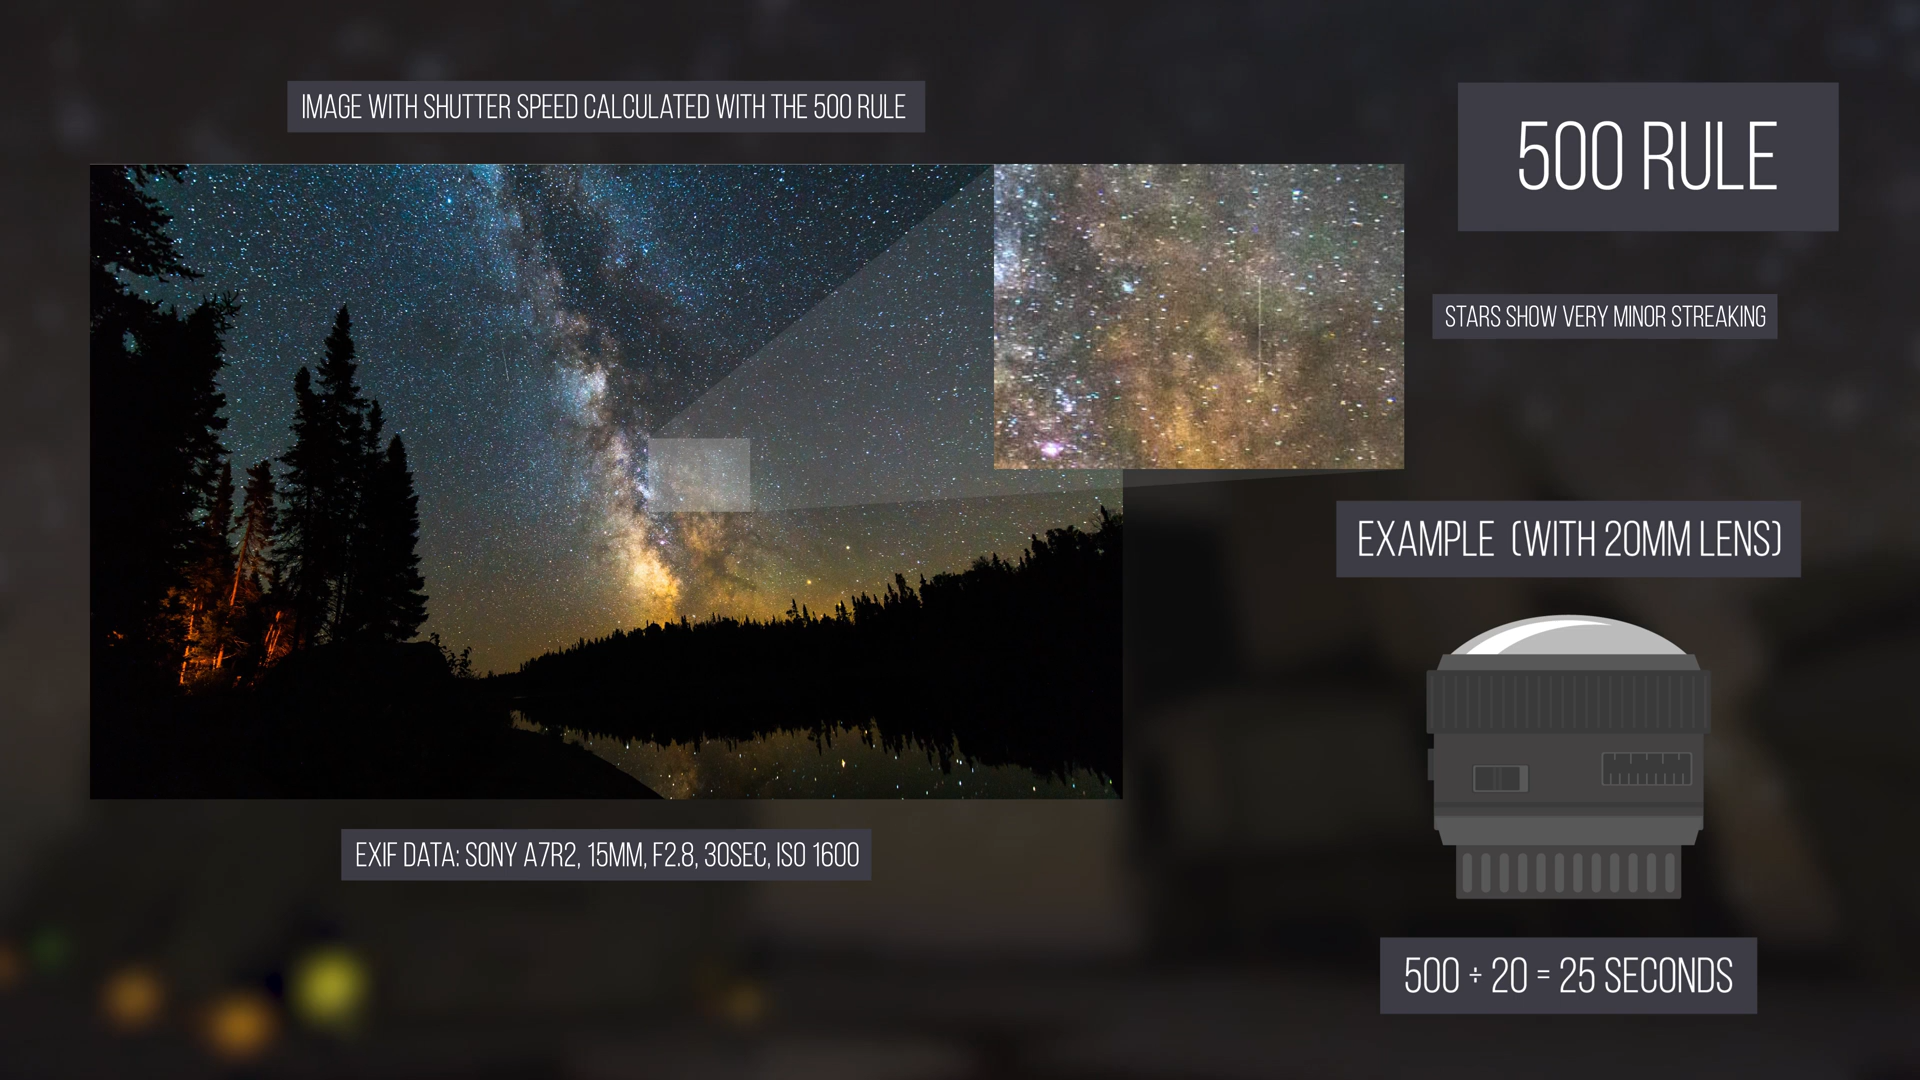 IMAGE WITH SHUTTER SPEED CALCULATED WITH THE 500 RULE
500 RULE
STARS SHOW VERY MINOR STREAKING
EXAMPLE (WITH 20MM LENS)
EXIF DATA: SONY A7R2, 15MM, F2.8, 30SEC, ISO 1600
500 ÷ 20 = 25 SECONDS